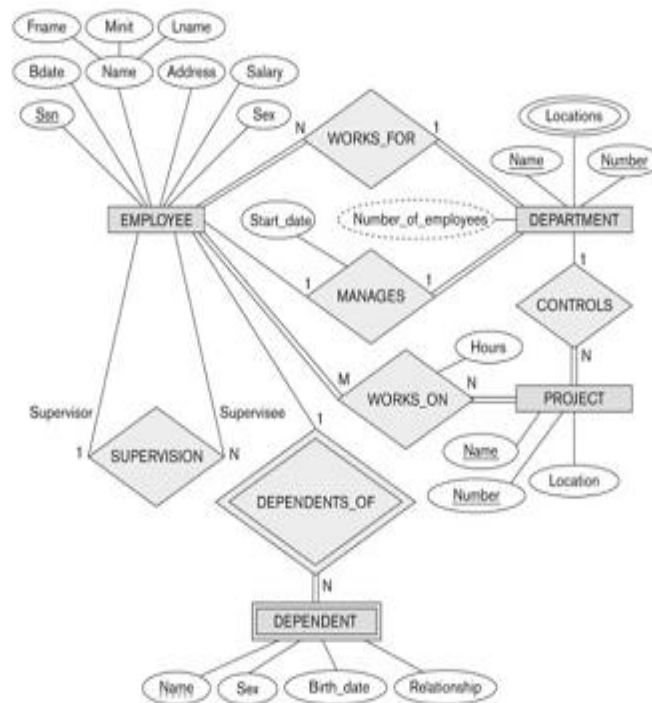 Fname Minit Lname
Bdate Name Address Salary
Ssn Sex
N WORKS_FOR 1
Locations
Name Number
EMPLOYEE
Start_date
Number_of_employees
DEPARTMENT
1 MANAGES 1
1
CONTROLS
N
Hours
M WORKS_ON N
PROJECT
Supervisor Supervisee
1 SUPERVISION N
Name
Number
Location
1
DEPENDENTS_OF
N
DEPENDENT
Name Sex Birth_date Relationship